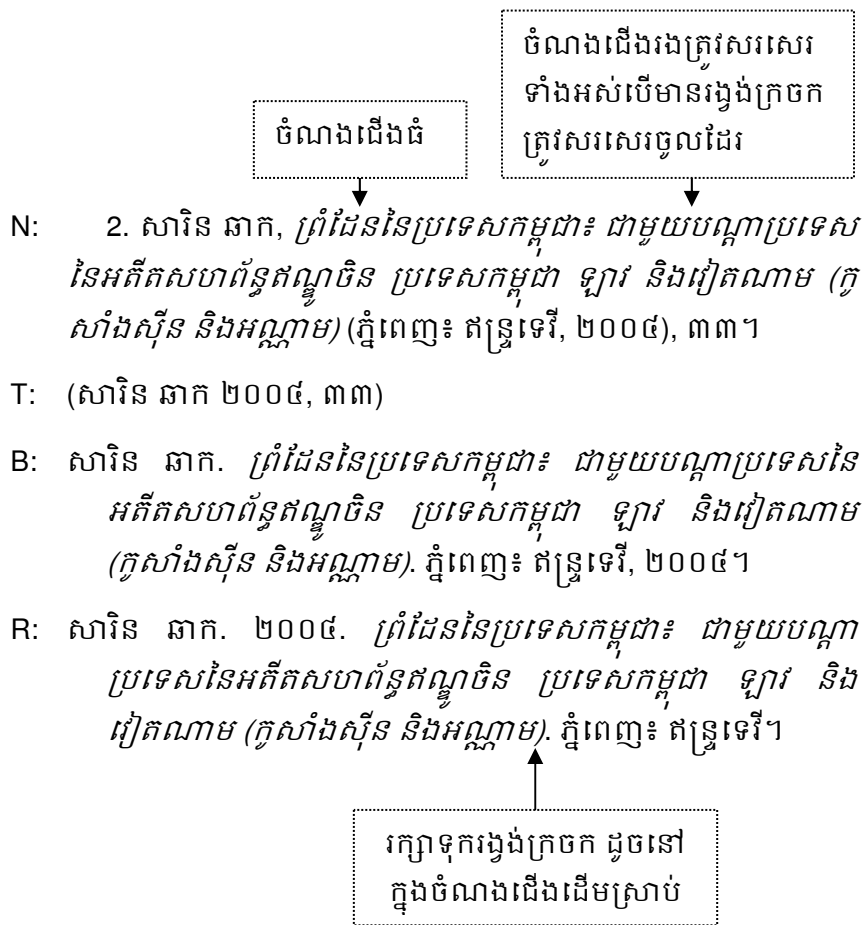 ចំណងជើងរងត្រូវសរសេរ
ទាំងអស់បើមានរង្វង់ក្រចក
ត្រូវសរសេរចូលដែរ
ចំណងជើងធំ
N: 2. សារិន ឆាក, ព្រំដែននៃប្រទេសកម្ពុជា៖ ជាមួយបណ្តាប្រទេស
នៃអតីតសហព័ន្ធឥណ្ឌូចិន ប្រទេសកម្ពុជា ឡាវ និងវៀតណាម (កូ
សាំងស៊ីន និងអណ្ណាម) (ភ្នំពេញ៖ ឥន្រ្ទទេវី, ២០០៤), ៣៣។
T: (សារិន ឆាក ២០០៤, ៣៣)
B: សារិន ឆាក. ព្រំដែននៃប្រទេសកម្ពុជា៖ ជាមួយបណ្តាប្រទេសនៃ
អតីតសហព័ន្ធឥណ្ឌូចិន ប្រទេសកម្ពុជា ឡាវ និងវៀតណាម
(កូសាំងស៊ីន និងអណ្ណាម). ភ្នំពេញ៖ ឥន្រ្ទទេវី, ២០០៤។
R: សារិន ឆាក. ២០០៤. ព្រំដែននៃប្រទេសកម្ពុជា៖ ជាមួយបណ្តា
ប្រទេសនៃអតីតសហព័ន្ធឥណ្ឌូចិន ប្រទេសកម្ពុជា ឡាវ និង
វៀតណាម (កូសាំងស៊ីន និងអណ្ណាម). ភ្នំពេញ៖ ឥន្រ្ទទេវី។
រក្សាទុករង្វង់ក្រចក ដូចនៅ
ក្នុងចំណងជើងដើមស្រាប់